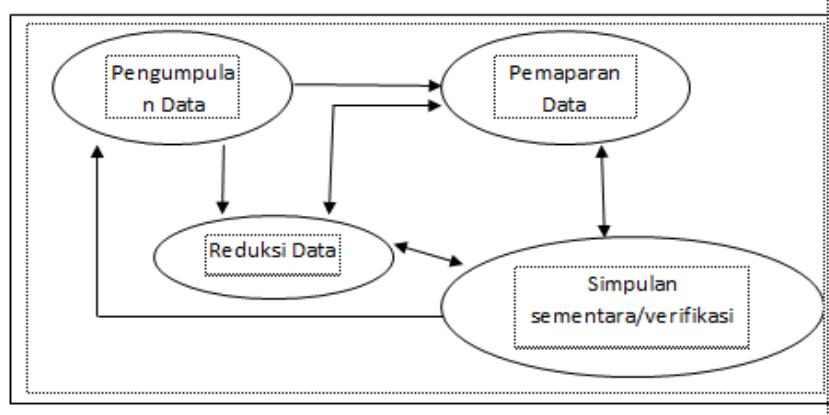 Pengumpula
n Data
Pemaparan
Data
Reduksi Data
Simpulan
sementara/verifikasi